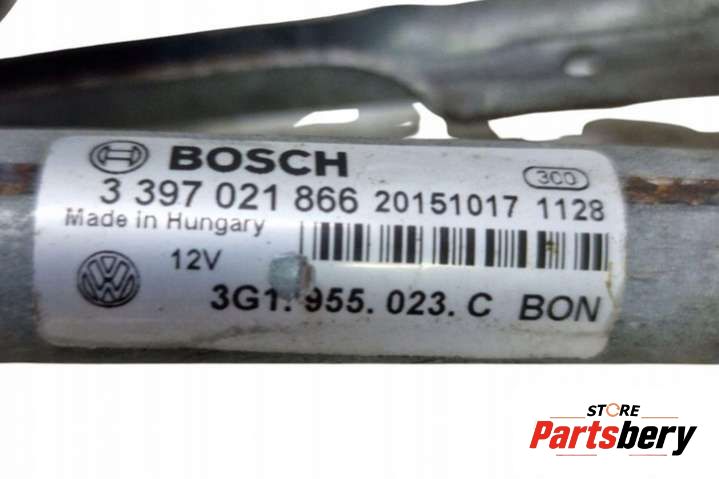 BOSCH
300
3 397 021 866 20151017 1128
Made in Hungary
12V
3G1. 955. 023. C BON
STORE
Partsbery